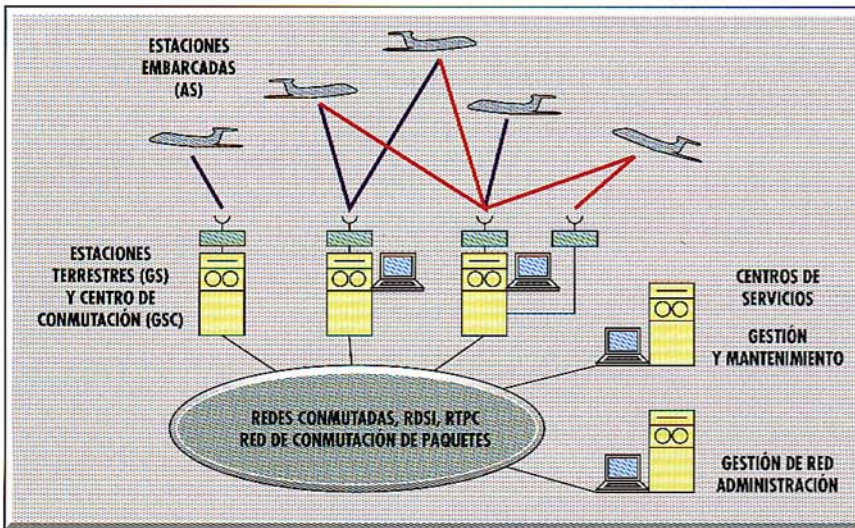 ESTACIONES
EMBARCADAS
(AS)
ESTACIONES
TERRESTRES (GS)
Y CENTRO DE
CONMUTACIÓN (GSC)
CENTROS DE
SERVICIOS
GESTIÓN
Y MANTENIMIENTO
REDES CONMUTADAS, RDSI, RTPC
RED DE CONMUTACIÓN DE PAQUETES
GESTIÓN DE RED
ADMINISTRACIÓN